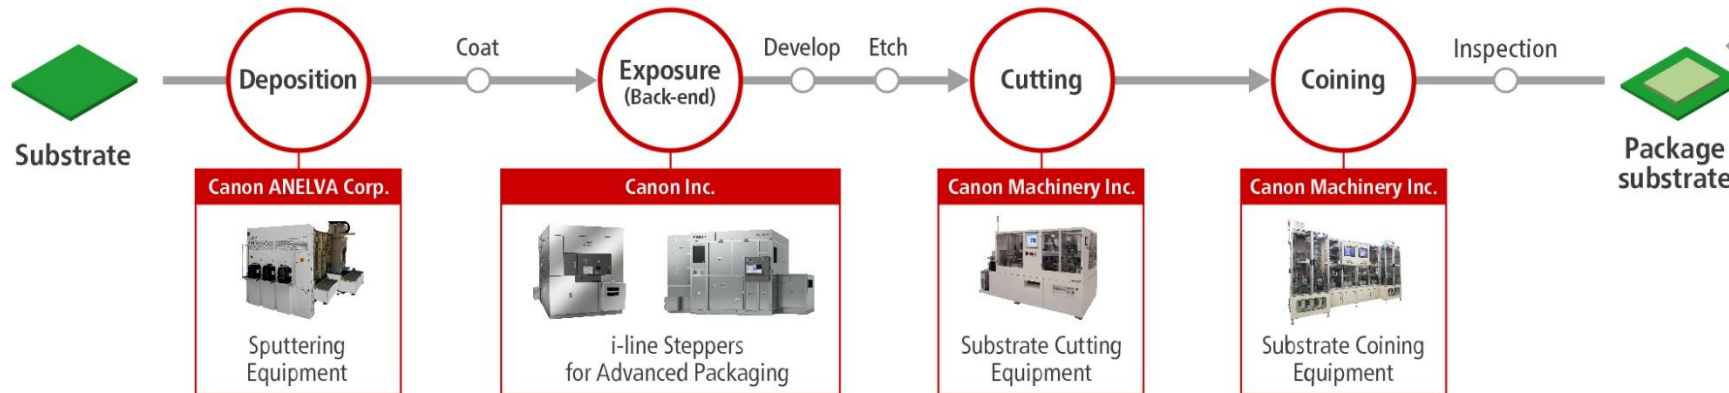 Substrate
Deposition
Coat
Exposure
(Back-end)
Develop
Etch
Cutting
Coining
Inspection
Package
substrate
Canon ANELVA Corp.
Sputtering
Equipment
Canon Inc.
i-line Steppers
for Advanced Packaging
Canon Machinery Inc.
Substrate Cutting
Equipment
Canon Machinery Inc.
Substrate Coining
Equipment